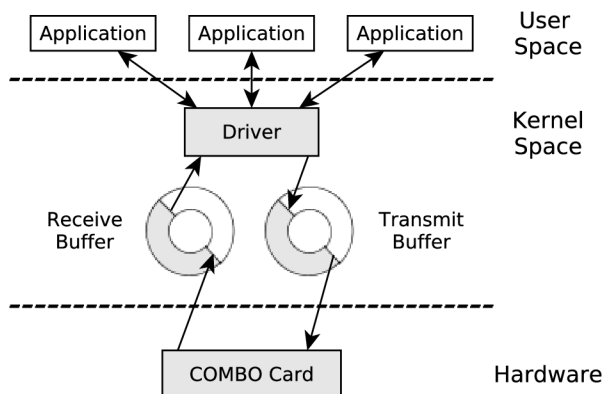 Application
Application
Application
User
Space
Driver
Kernel
Space
Receive
Buffer
Transmit
Buffer
COMBO Card
Hardware